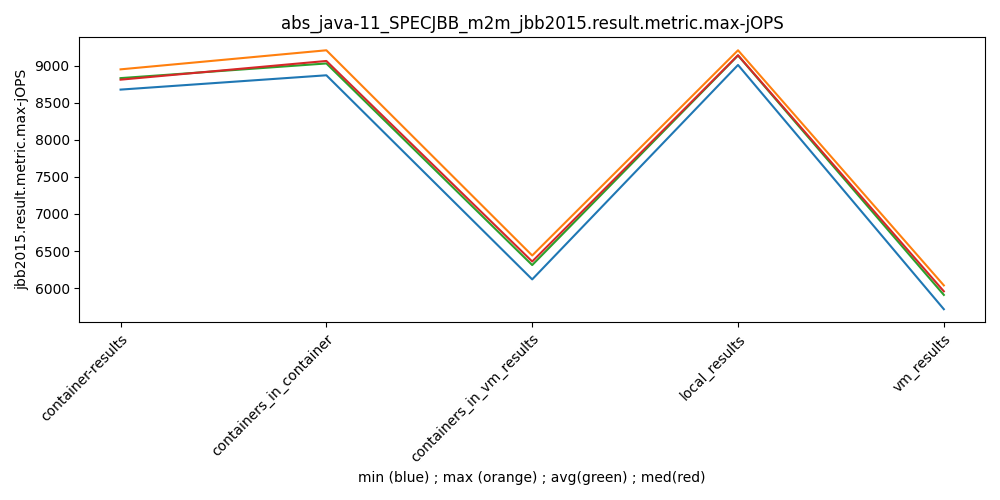 abs_java-11_SPECJBB_m2m_jbb2015.result.metric.max-jOPS
jbb2015.result.metric.max-jOPS
9000
8500
8000
7500
7000
6500
6000
container-results
containers_in_container
containers_in_vm_results
local_results
vm_results
min (blue) ; max (orange) ; avg(green) ; med(red)